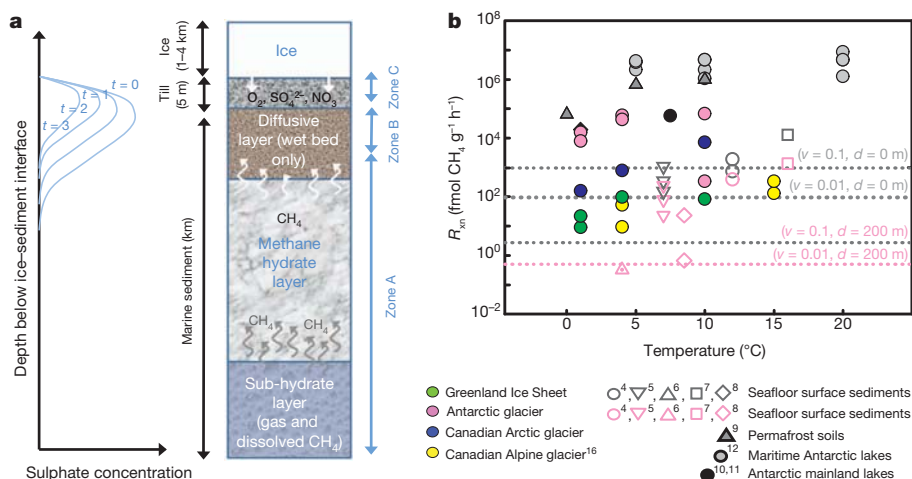 a
Depth below ice-sediment interface
Sulphate concentration
t = 0
t = 1
t = 2
t = 3
Ice
(1–4 km)
Till
(5 m)
Marine sediment (km)
Ice
O2, SO4^2-, NO3^-
Diffusive
layer (wet bed
only)
CH4
Methane
hydrate
layer
CH4 CH4
Sub-hydrate
layer
(gas and
dissolved CH4)
Zone C
Zone B
Zone A
b
Rxn (fmol CH4 g^-1 h^-1)
10^8
10^6
10^4
10^2
10^0
10^-2
(v = 0.1, d = 0 m)
(v = 0.01, d = 0 m)
(v = 0.1, d = 200 m)
(v = 0.01, d = 200 m)
0 5 10 15 20
Temperature (°C)
Greenland Ice Sheet
Antarctic glacier
Canadian Arctic glacier
Canadian Alpine glacier16
4, 5, 6, 7, 8 Seafloor surface sediments
4, 5, 6, 7, 8 Seafloor surface sediments
9 Permafrost soils
12 Maritime Antarctic lakes
10,11 Antarctic mainland lakes